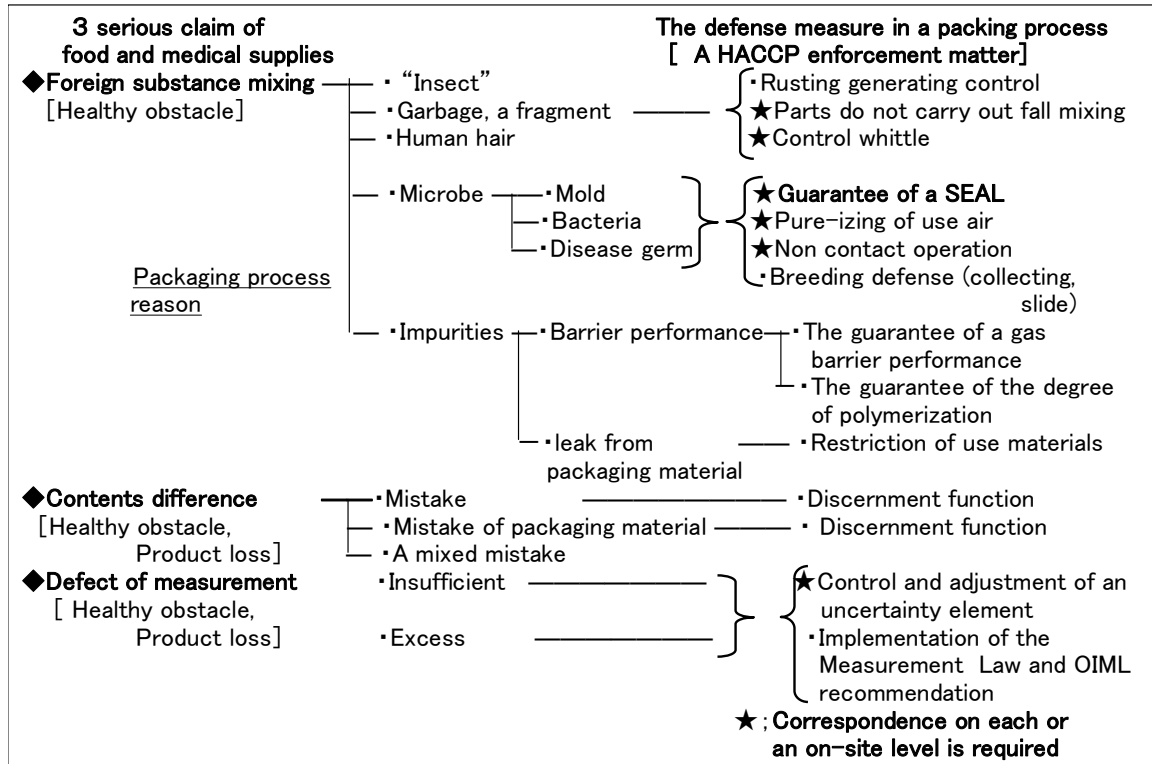 3 serious claim of
food and medical supplies
The defense measure in a packing process
[ A HACCP enforcement matter]
◆Foreign substance mixing
[Healthy obstacle]
・“Insect”
・Garbage, a fragment
・Human hair
・Rusting generating control
★Parts do not carry out fall mixing
★Control whittle
・Microbe
・Mold
・Bacteria
・Disease germ
★Guarantee of a SEAL
★Pure-izing of use air
★Non contact operation
・Breeding defense (collecting,
slide)
Packaging process
reason
・Impurities
・Barrier performance
・The guarantee of a gas
barrier performance
・The guarantee of the degree
of polymerization
・leak from
packaging material
・Restriction of use materials
◆Contents difference
[Healthy obstacle,
Product loss]
・Mistake
・Discernment function
・Mistake of packaging material
・ Discernment function
・A mixed mistake
◆Defect of measurement
[ Healthy obstacle,
Product loss]
・Insufficient
・Excess
★Control and adjustment of an
uncertainty element
・Implementation of the
Measurement Law and OIML
recommendation
★;Correspondence on each or
an on-site level is required